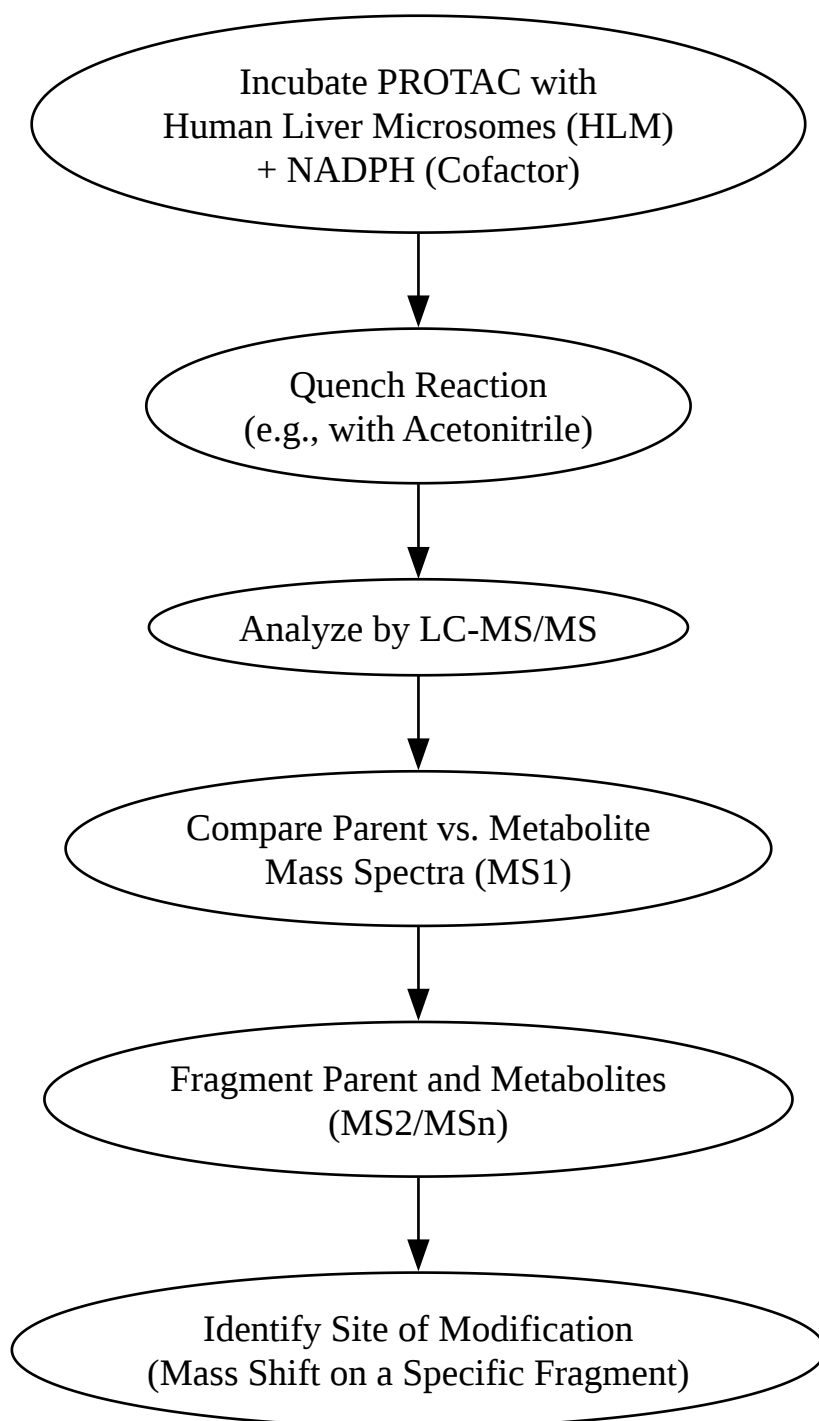 Incubate PROTAC with
Human Liver Microsomes (HLM)
+ NADPH (Cofactor)
Quench Reaction
(e.g., with Acetonitrile)
Analyze by LC-MS/MS
Compare Parent vs. Metabolite
Mass Spectra (MS1)
Fragment Parent and Metabolites
(MS2/MSn)
Identify Site of Modification
(Mass Shift on a Specific Fragment)